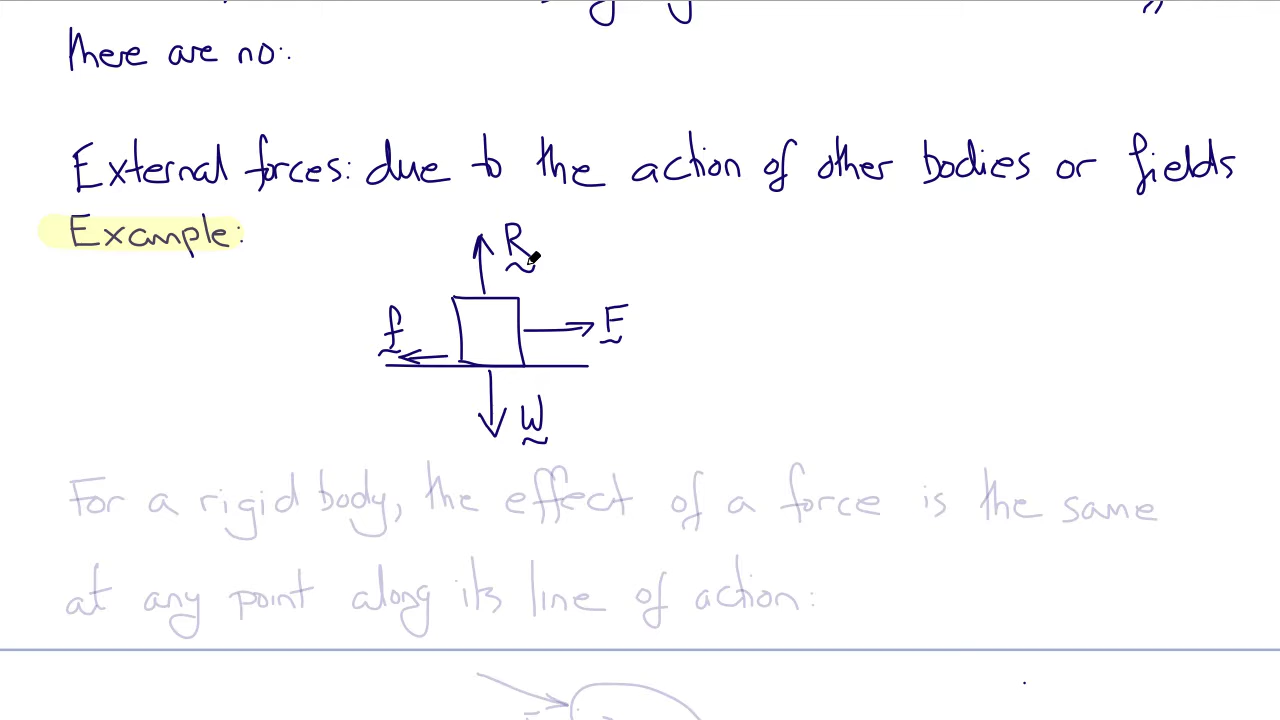 there are no:
External forces: due to the action of other bodies or fields
Example:
R
f
F
W
For a rigid body, the effect of a force is the same
at any point along its line of action: